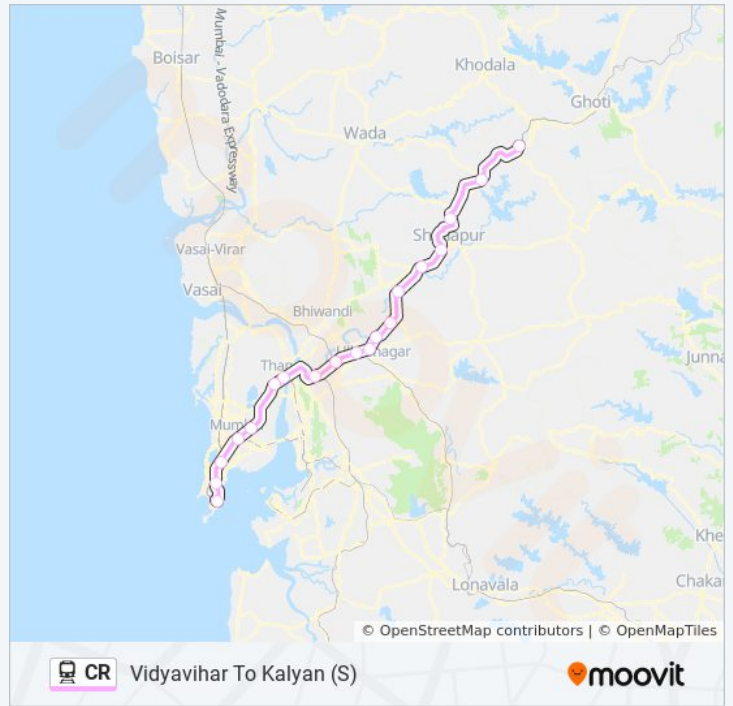 Boisar
Mumbai - Vadodara Expressway
Khodala
Ghoti
Wada
Vasai-Virar
Vasai
Bhiwandi
Junna
Lonavala
Khe
Chaka
© OpenStreetMap contributors | © OpenMapTiles
CR Vidyavihar To Kalyan (S)
moovit